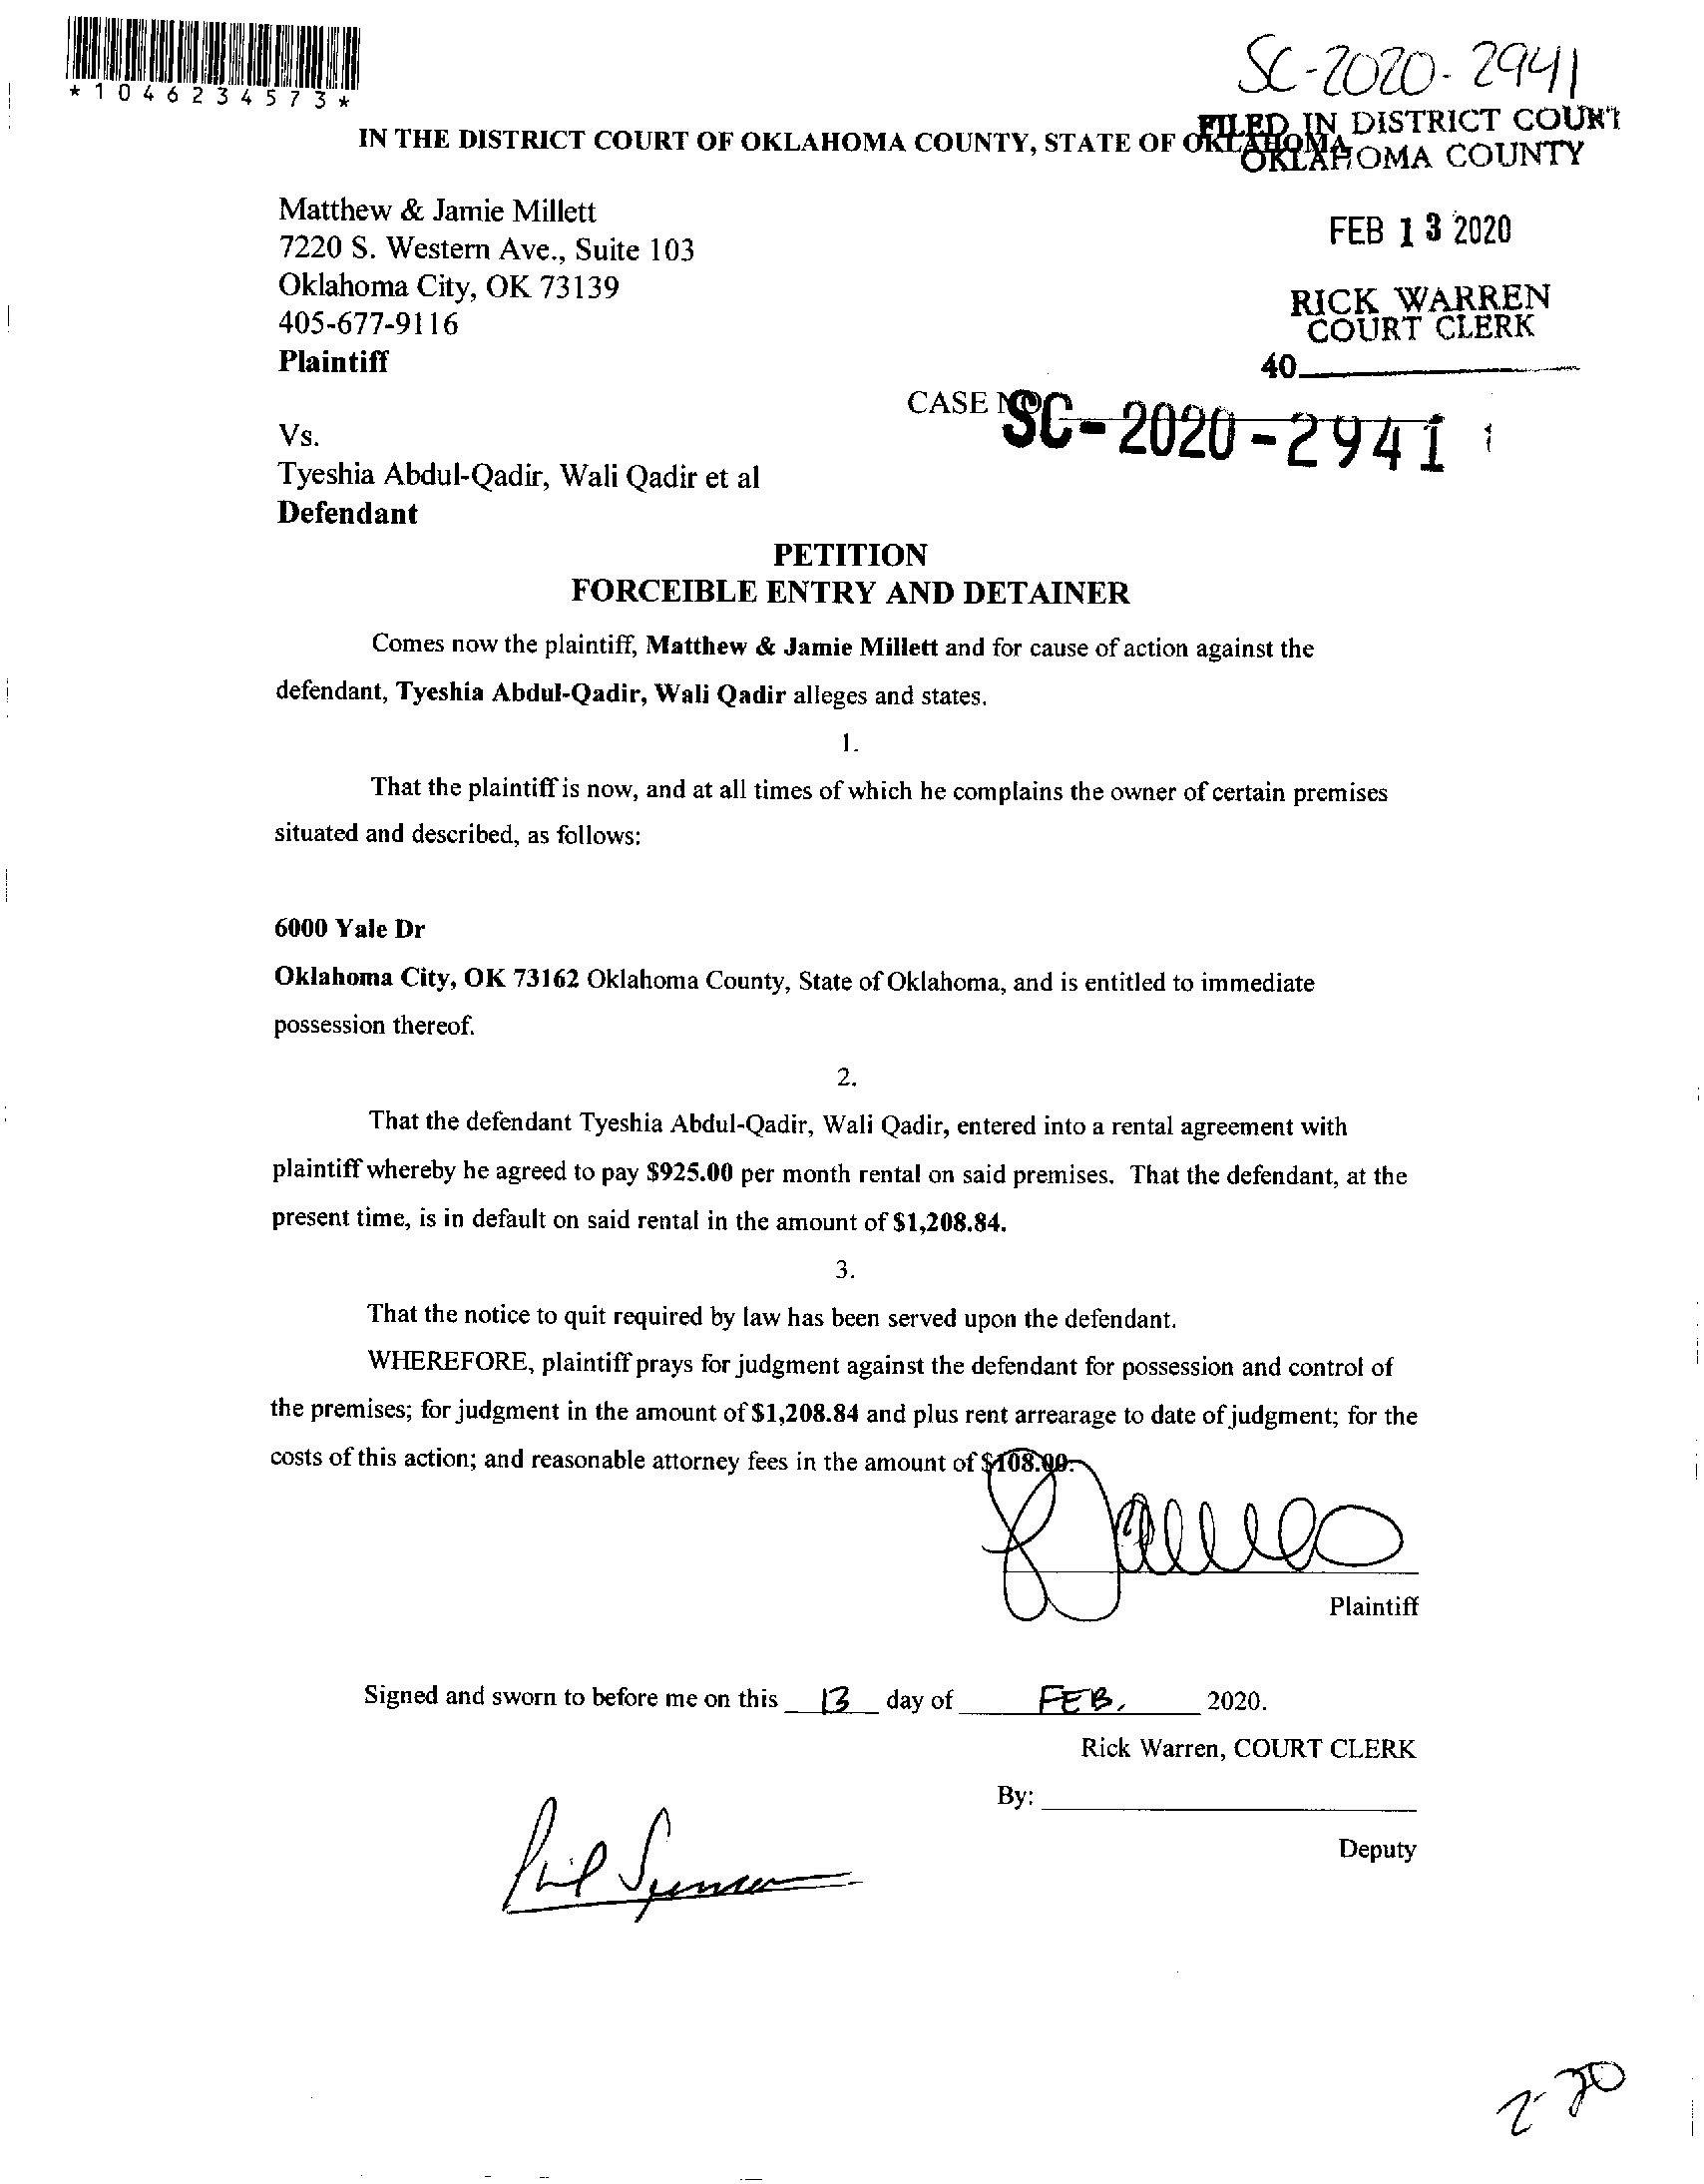 *1046234573*
SC-2020-2941
IN THE DISTRICT COURT OF OKLAHOMA COUNTY, STATE OF OKLAHOMA
FILED IN DISTRICT COURT
OKLAHOMA COUNTY
Matthew & Jamie Millett
7220 S. Western Ave., Suite 103
Oklahoma City, OK 73139
405-677-9116
Plaintiff
FEB 13 2020
RICK WARREN
COURT CLERK
40
CASE NO
SC-2020-2941
Vs.
Tyeshia Abdul-Qadir, Wali Qadir et al
Defendant
PETITION
FORCEIBLE ENTRY AND DETAINER
Comes now the plaintiff, Matthew & Jamie Millett and for cause of action against the
defendant, Tyeshia Abdul-Qadir, Wali Qadir alleges and states.
1.
That the plaintiff is now, and at all times of which he complains the owner of certain premises
situated and described, as follows:
6000 Yale Dr
Oklahoma City, OK 73162 Oklahoma County, State of Oklahoma, and is entitled to immediate
possession thereof.
2.
That the defendant Tyeshia Abdul-Qadir, Wali Qadir, entered into a rental agreement with
plaintiff whereby he agreed to pay $925.00 per month rental on said premises. That the defendant, at the
present time, is in default on said rental in the amount of $1,208.84.
3.
That the notice to quit required by law has been served upon the defendant.
WHEREFORE, plaintiff prays for judgment against the defendant for possession and control of
the premises; for judgment in the amount of $1,208.84 and plus rent arrearage to date of judgment; for the
costs of this action; and reasonable attorney fees in the amount of $108.00.
Plaintiff
Signed and sworn to before me on this 13 day of FEB. 2020.
Rick Warren, COURT CLERK
By:
Deputy
2-20